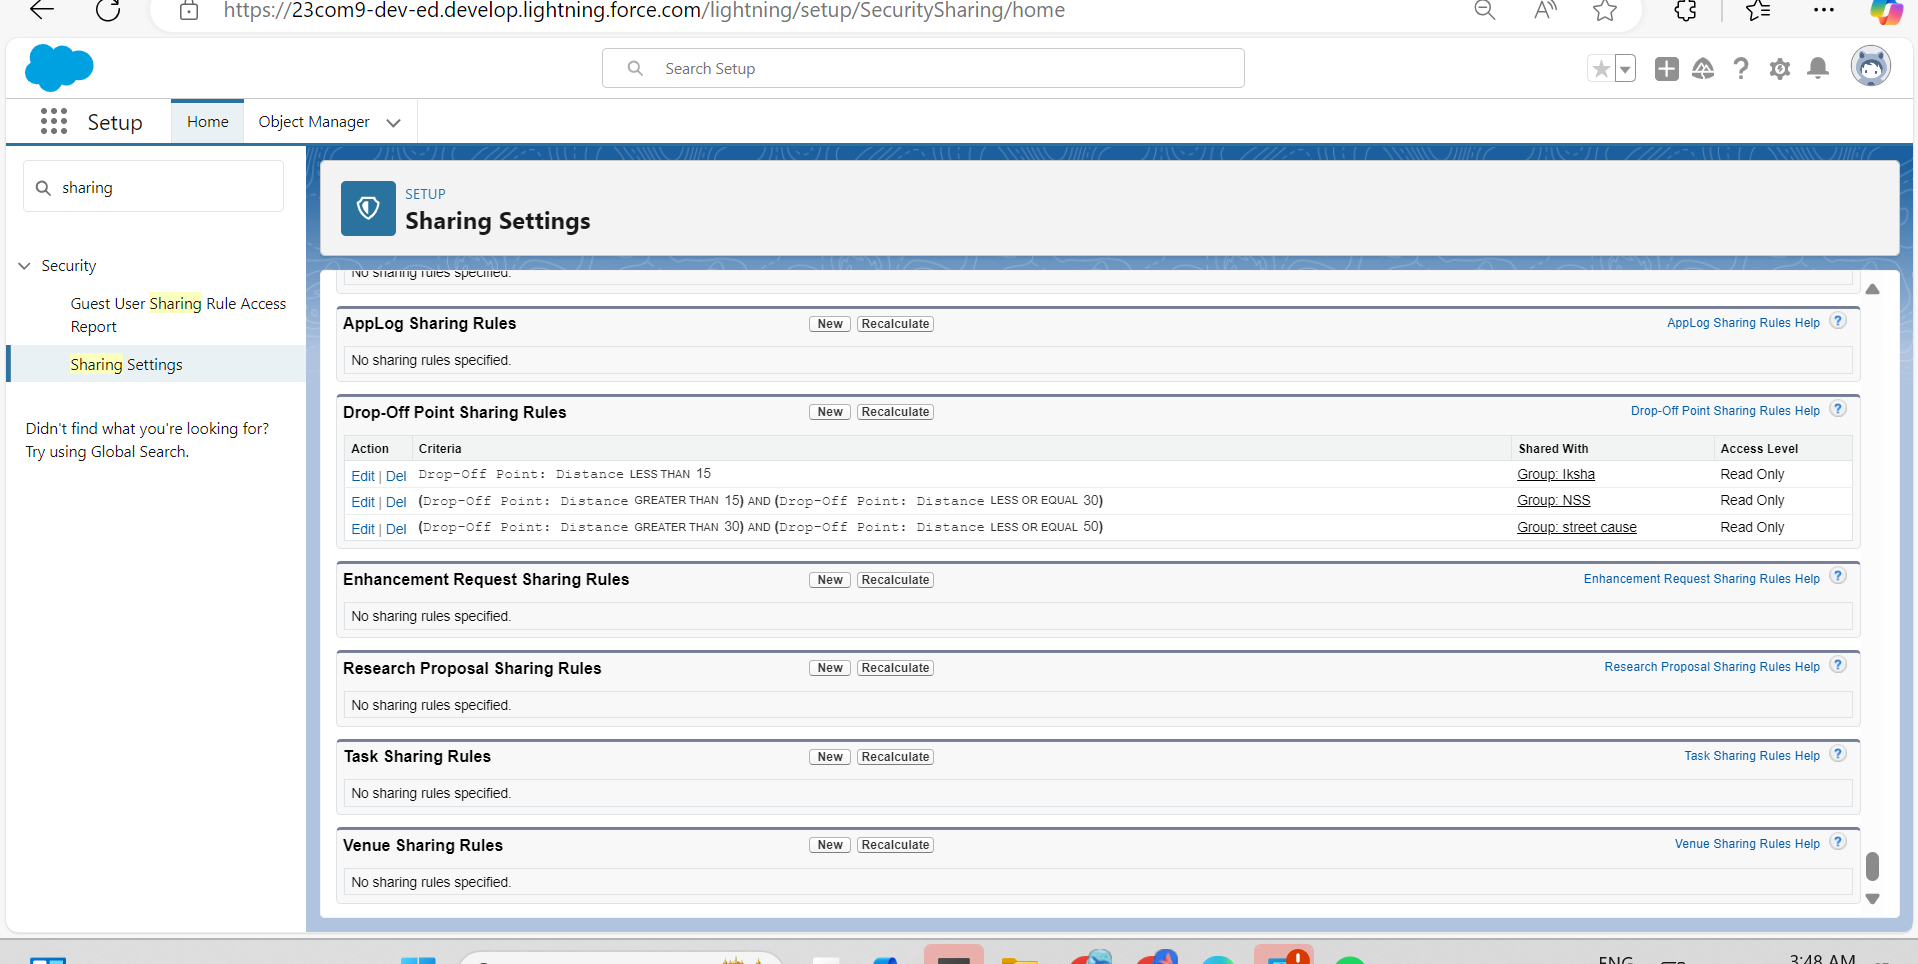 https://23com9-dev-ed.develop.lightning.force.com/lightning/setup/SecuritySharing/home
Search Setup
Setup
Home
Object Manager
sharing
Security
Guest User Sharing Rule Access
Report
Sharing Settings
Didn't find what you're looking for?
Try using Global Search.
SETUP
Sharing Settings
No sharing rules specified.
AppLog Sharing Rules New Recalculate AppLog Sharing Rules Help ?
No sharing rules specified.
Drop-Off Point Sharing Rules New Recalculate Drop-Off Point Sharing Rules Help ?
Action Criteria Shared With Access Level
Edit | Del Drop-Off Point: Distance LESS THAN 15 Group: Iksha Read Only
Edit | Del (Drop-Off Point: Distance GREATER THAN 15) AND (Drop-Off Point: Distance LESS OR EQUAL 30) Group: NSS Read Only
Edit | Del (Drop-Off Point: Distance GREATER THAN 30) AND (Drop-Off Point: Distance LESS OR EQUAL 50) Group: street cause Read Only
Enhancement Request Sharing Rules New Recalculate Enhancement Request Sharing Rules Help ?
No sharing rules specified.
Research Proposal Sharing Rules New Recalculate Research Proposal Sharing Rules Help ?
No sharing rules specified.
Task Sharing Rules New Recalculate Task Sharing Rules Help ?
No sharing rules specified.
Venue Sharing Rules New Recalculate Venue Sharing Rules Help ?
No sharing rules specified.
ENG
3:48 AM